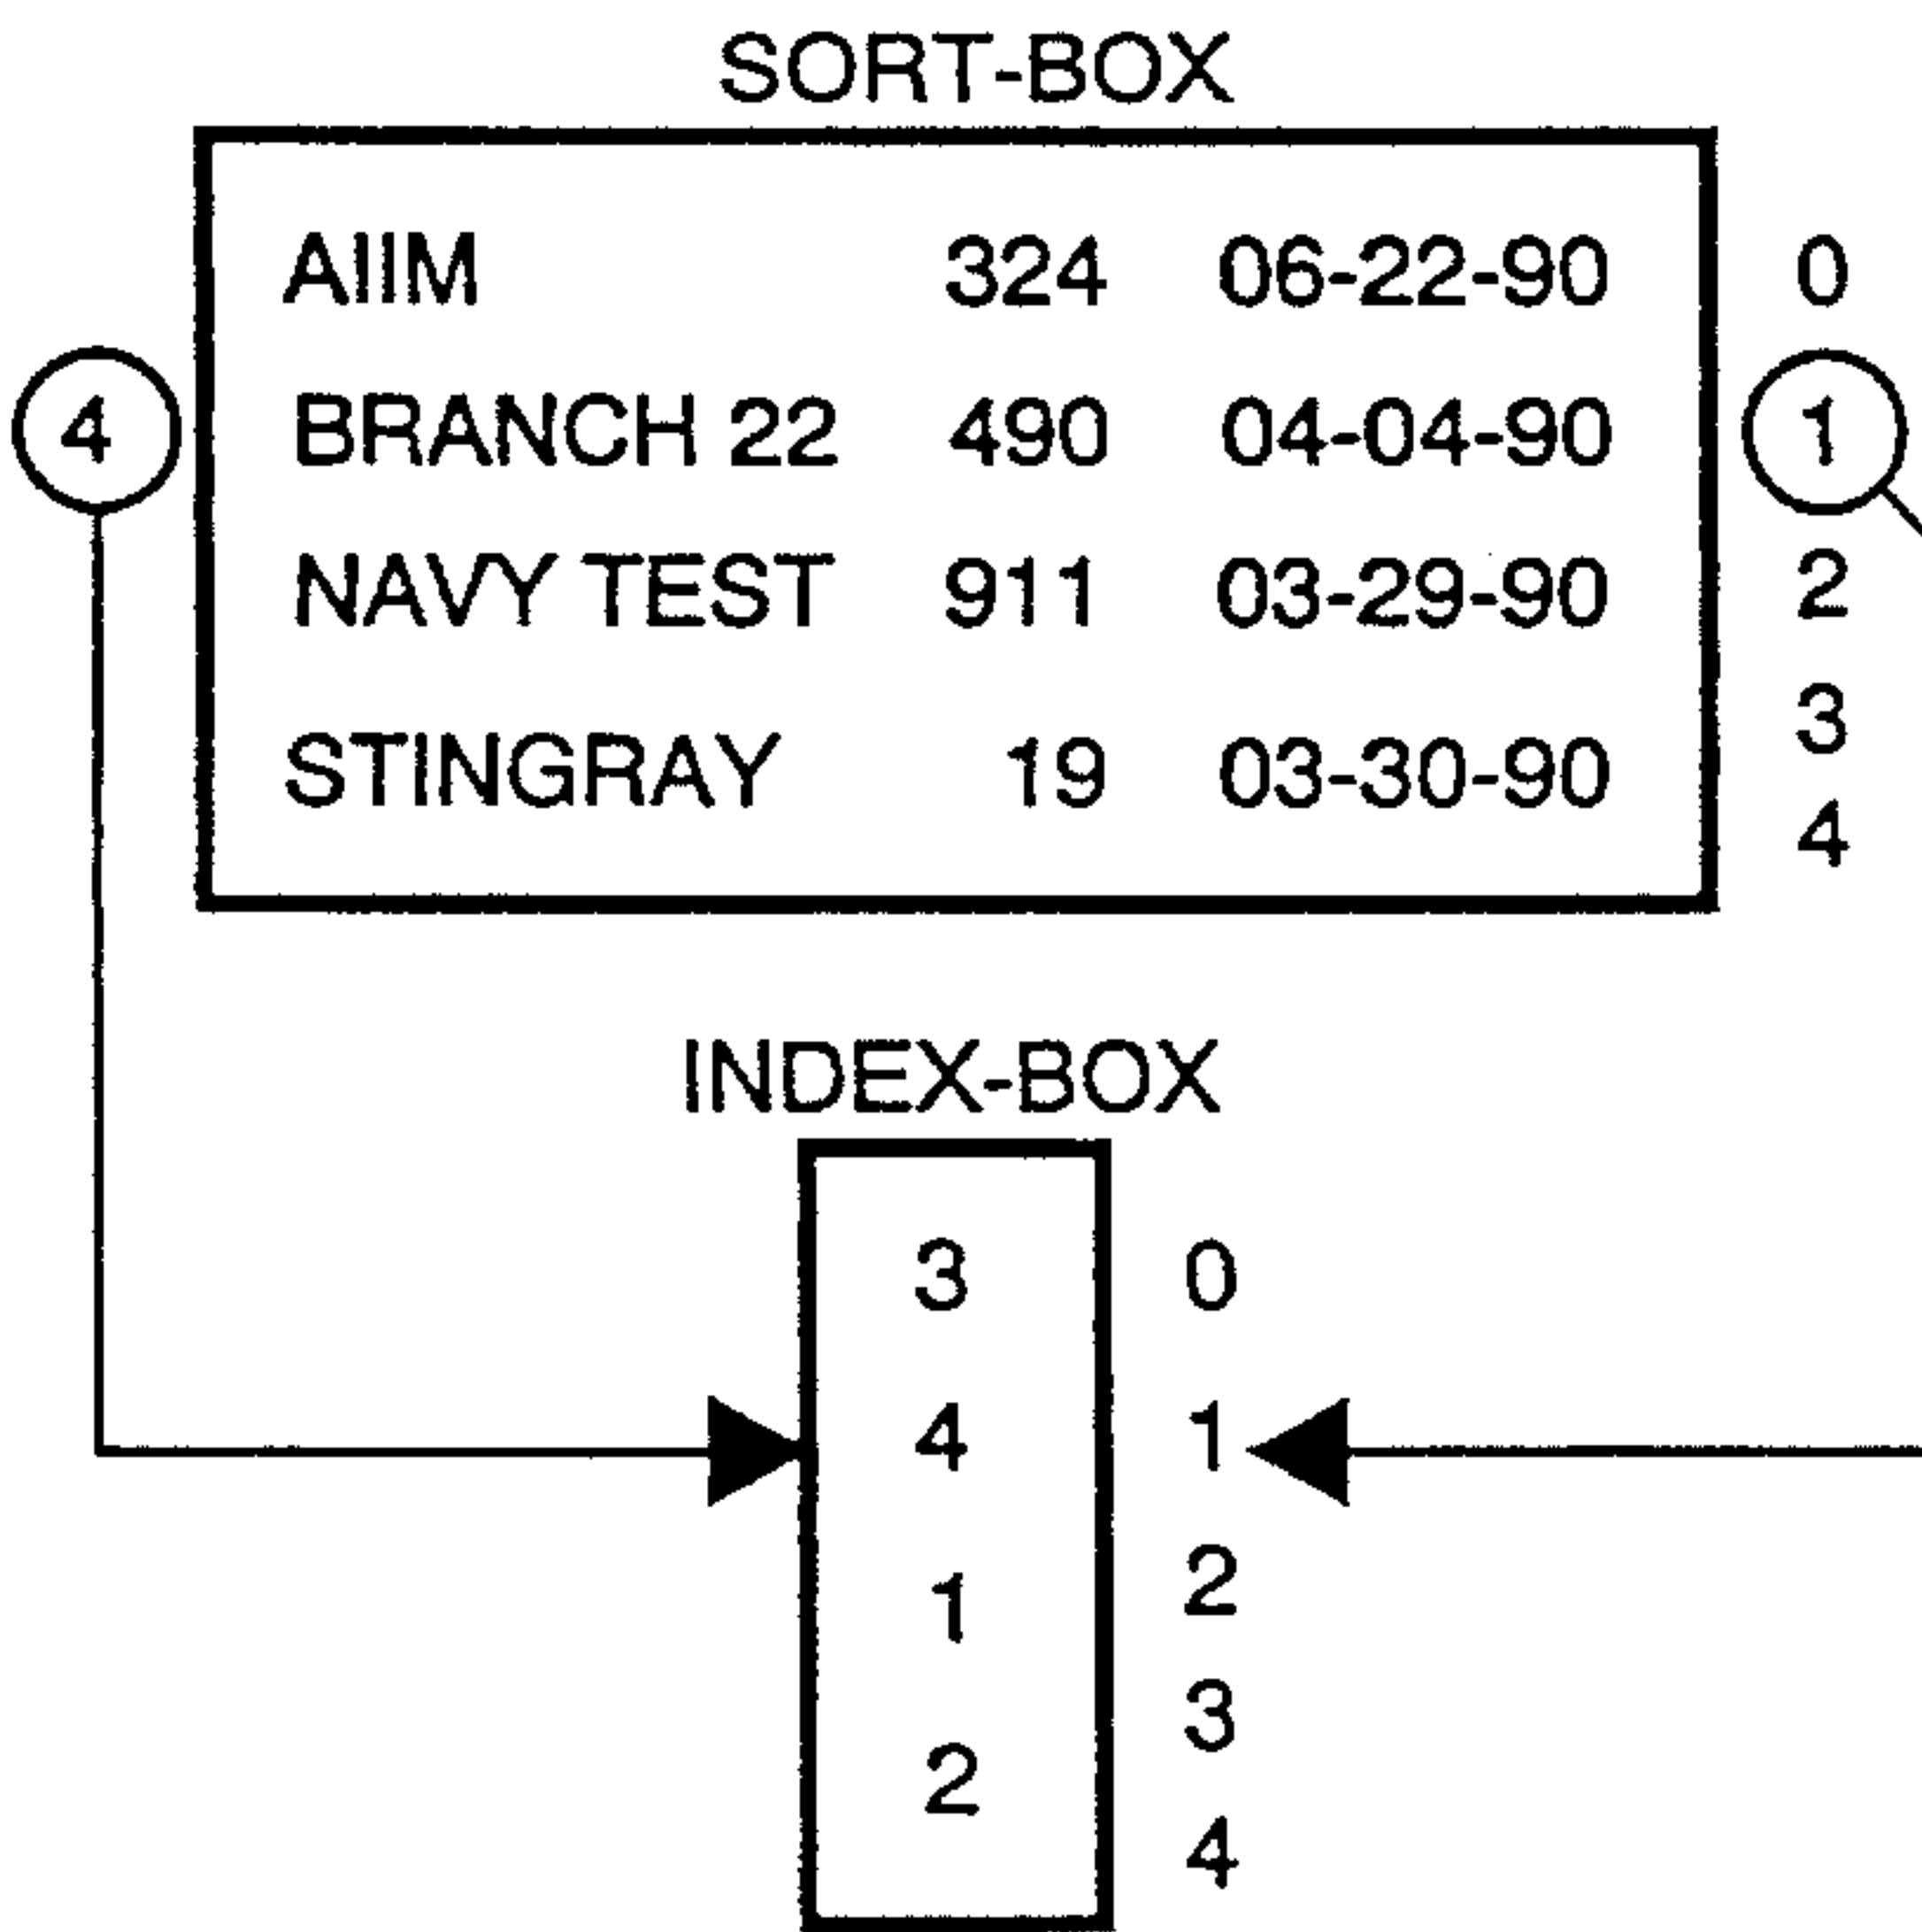 SORT-BOX
AIIM 324 06-22-90 0
4 BRANCH 22 490 04-04-90 1
NAVY TEST 911 03-29-90 2
3
STINGRAY 19 03-30-90
4
INDEX-BOX
3 0
4 1
1 2
3
2
4